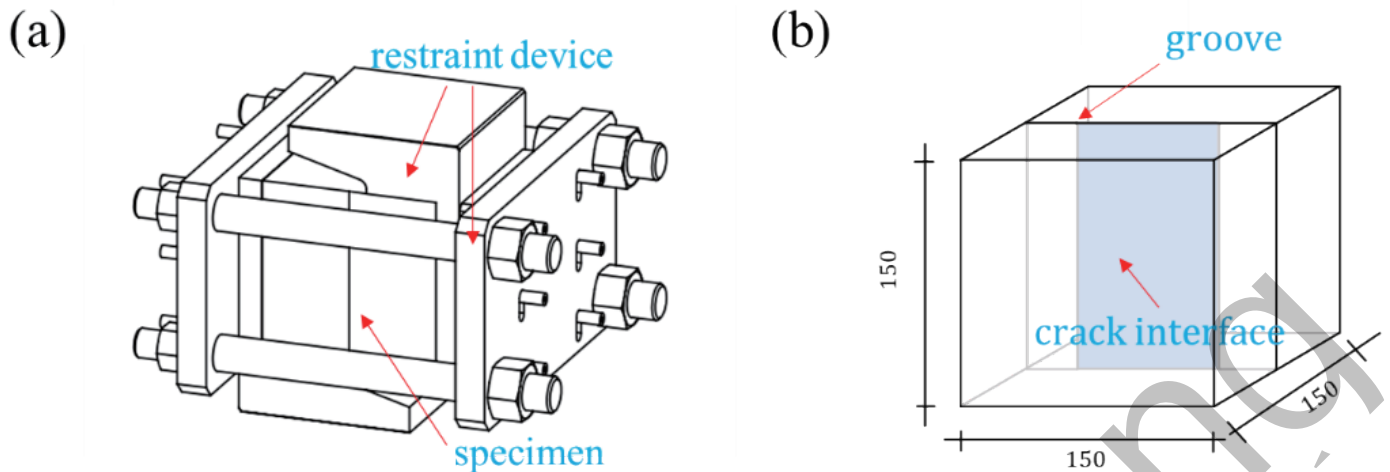 (a)
restraint device
specimen
(b)
groove
crack interface
150
150
150